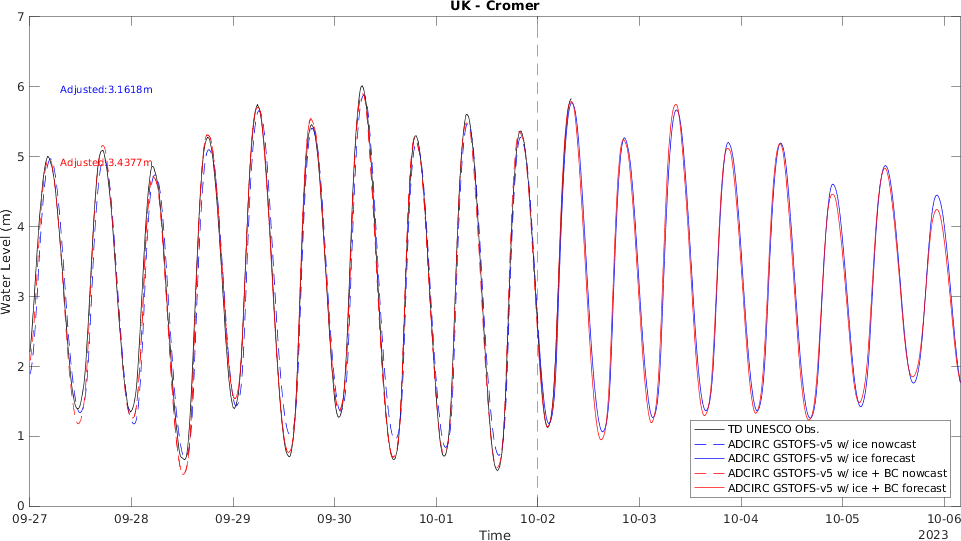 UK - Cromer
7
6
5
4
3
2
1
0
Water Level (m)
Adjusted:3.1618m
Adjusted:3.4377m
TD UNESCO Obs.
ADCIRC GSTOFS-v5 w/ ice nowcast
ADCIRC GSTOFS-v5 w/ ice forecast
ADCIRC GSTOFS-v5 w/ ice + BC nowcast
ADCIRC GSTOFS-v5 w/ ice + BC forecast
09-27 09-28 09-29 09-30 10-01 10-02 10-03 10-04 10-05 10-06
Time
2023